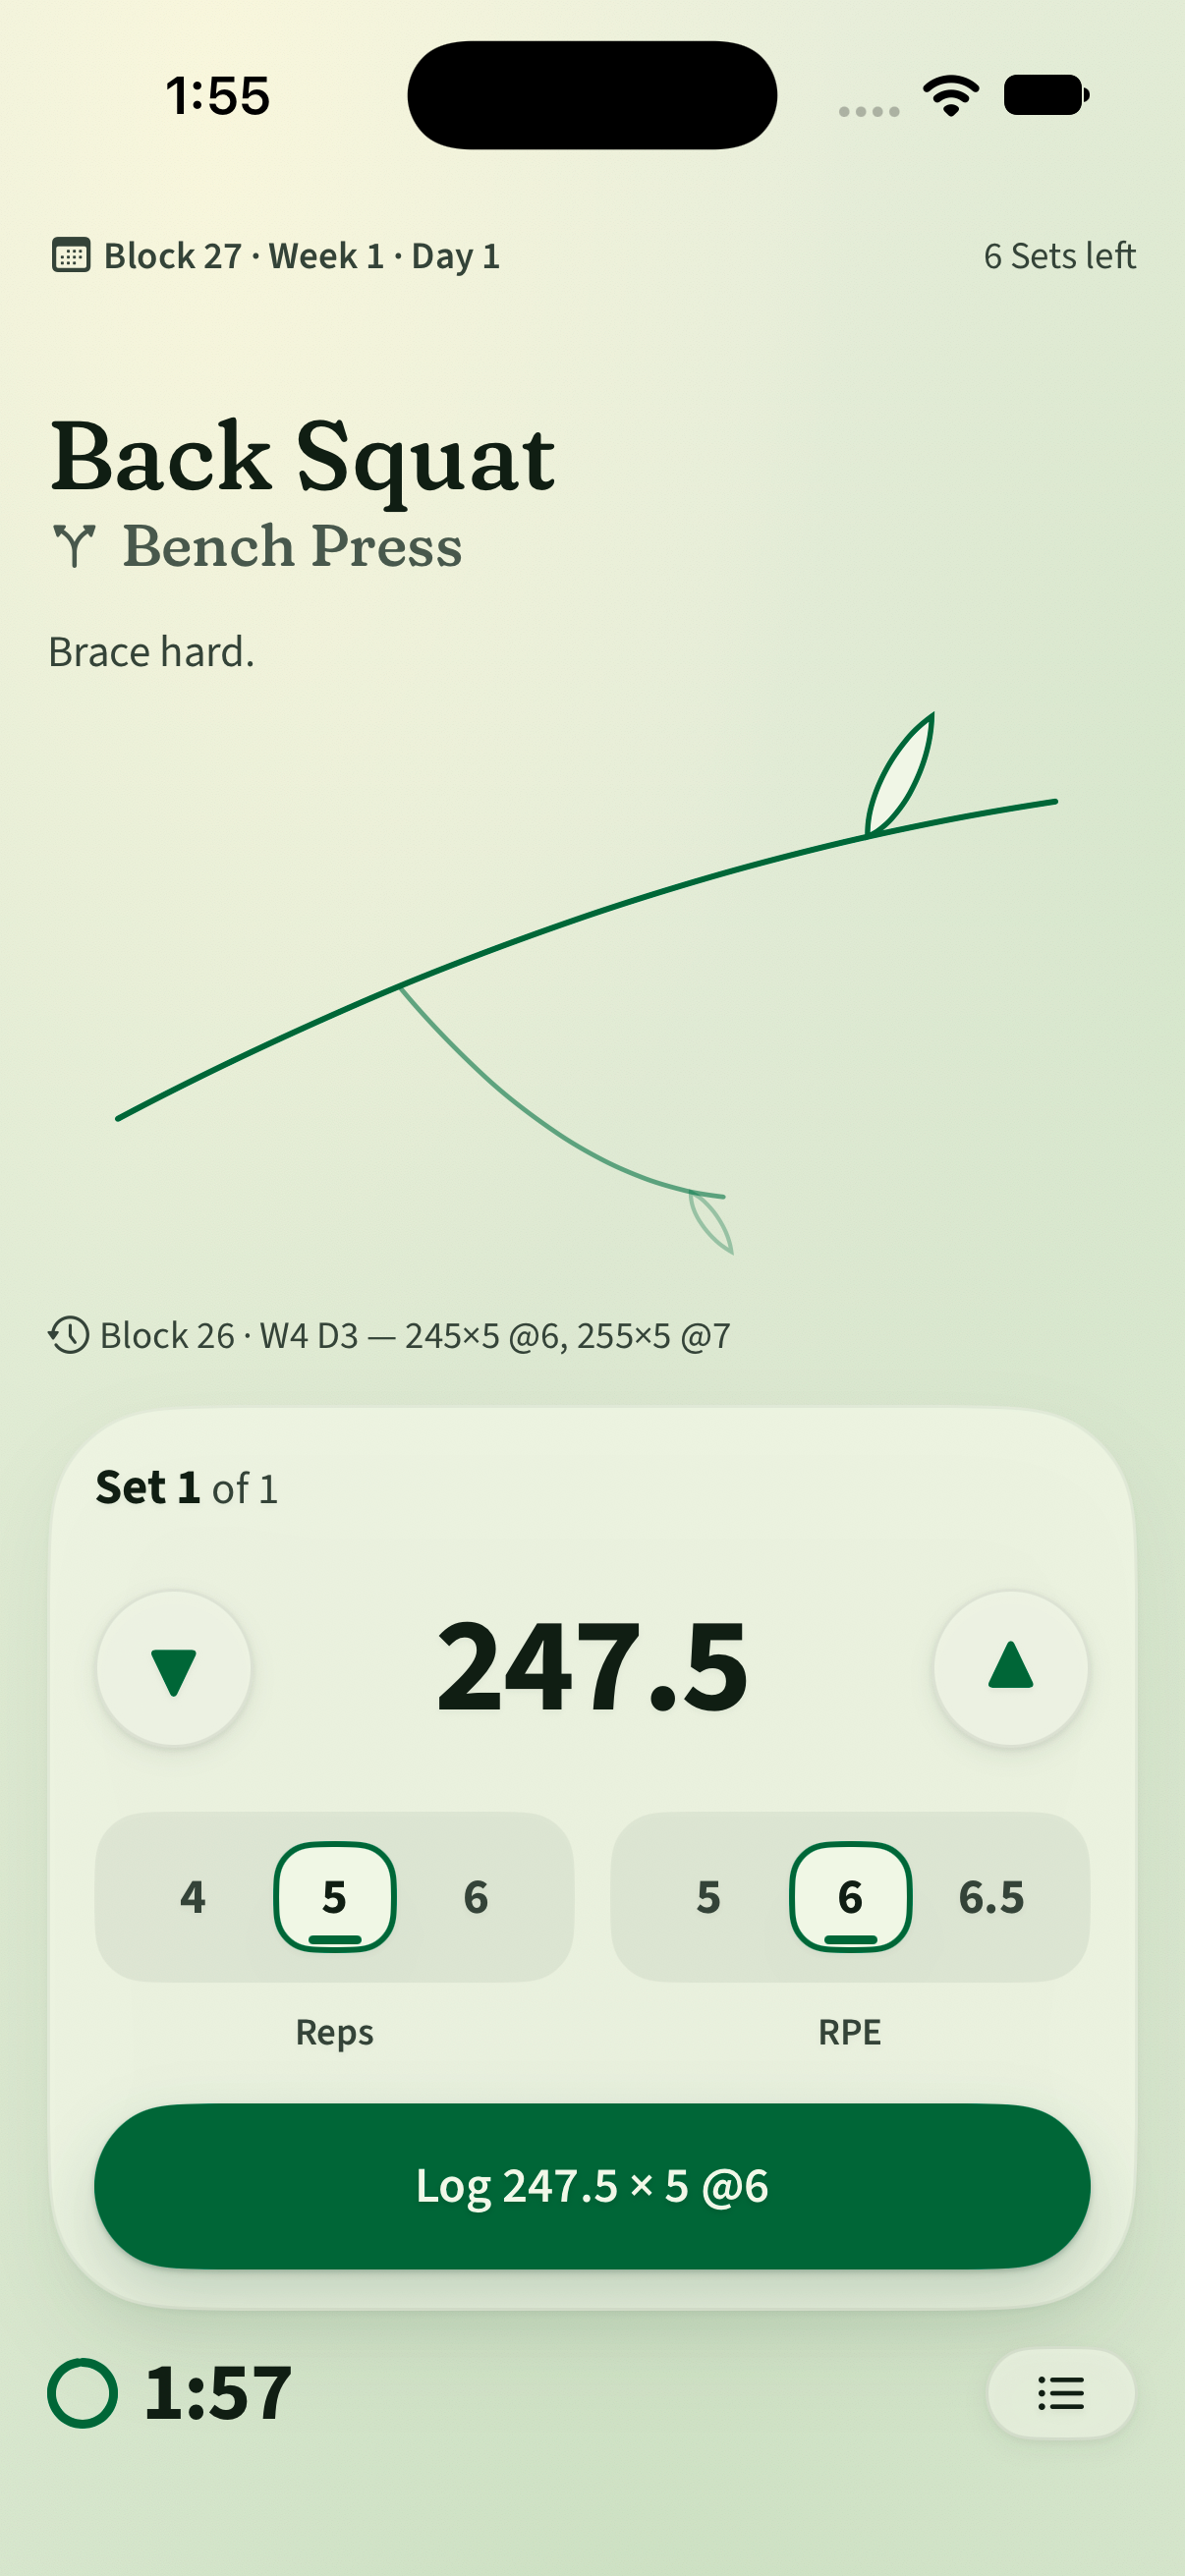 1:55
Block 27 · Week 1 · Day 1
6 Sets left
Back Squat
Bench Press
Brace hard.
Block 26 · W4 D3 — 245×5 @6, 255×5 @7
Set 1 of 1
247.5
4 5 6
5 6 6.5
Reps
RPE
Log 247.5 × 5 @6
1:57